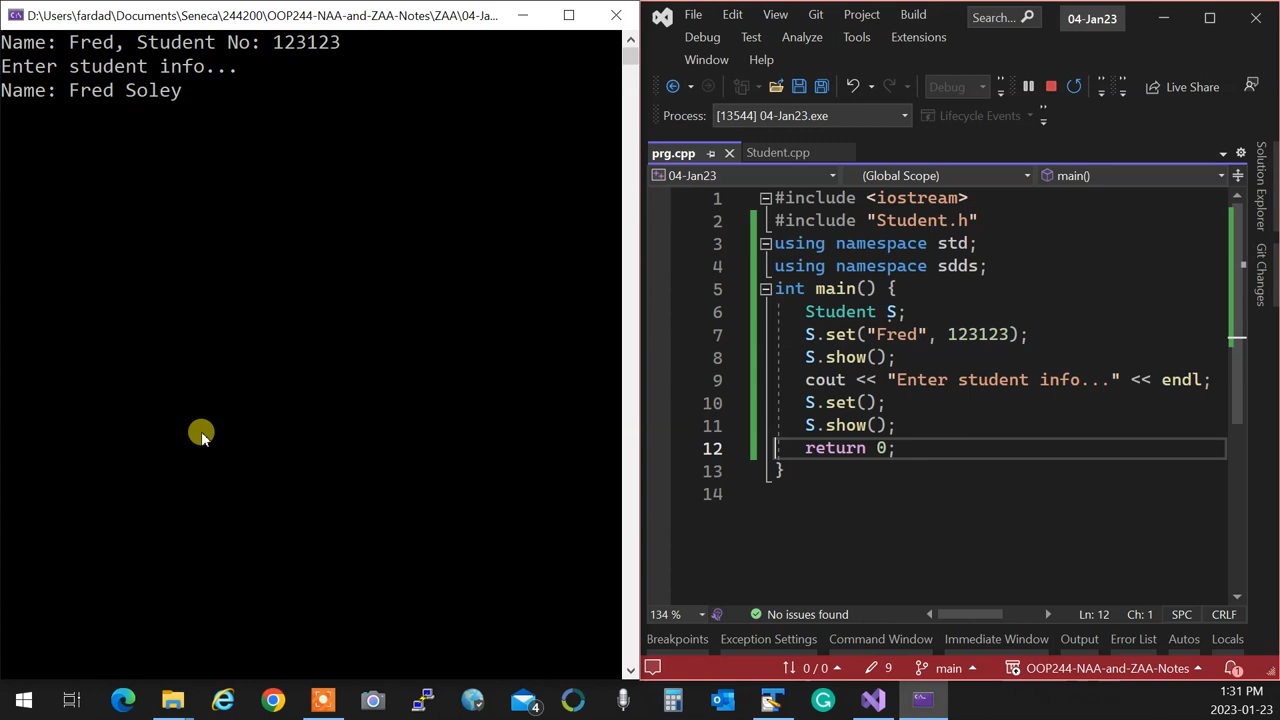 D:\Users\fardad\Documents\Seneca\244200\OOP244-NAA-and-ZAA-Notes\ZAA\04-Ja...
Name: Fred, Student No: 123123
Enter student info...
Name: Fred Soley
File Edit View Git Project Build
Debug Test Analyze Tools Extensions
Window Help
Search...
04-Jan23
Debug
Live Share
Process: [13544] 04-Jan23.exe
Lifecycle Events
prg.cpp
Student.cpp
04-Jan23
(Global Scope)
main()
1 #include <iostream>
2 #include "Student.h"
3 using namespace std;
4 using namespace sdds;
5 int main() {
6 Student S;
7 S.set("Fred", 123123);
8 S.show();
9 cout << "Enter student info..." << endl;
10 S.set();
11 S.show();
12 return 0;
13 }
14
Solution Explorer
Git Changes
134 %
No issues found
Ln: 12 Ch: 1 SPC CRLF
Breakpoints Exception Settings Command Window Immediate Window Output Error List Autos Locals
0 / 0
9
main
OOP244-NAA-and-ZAA-Notes
1
4
1:31 PM
2023-01-23